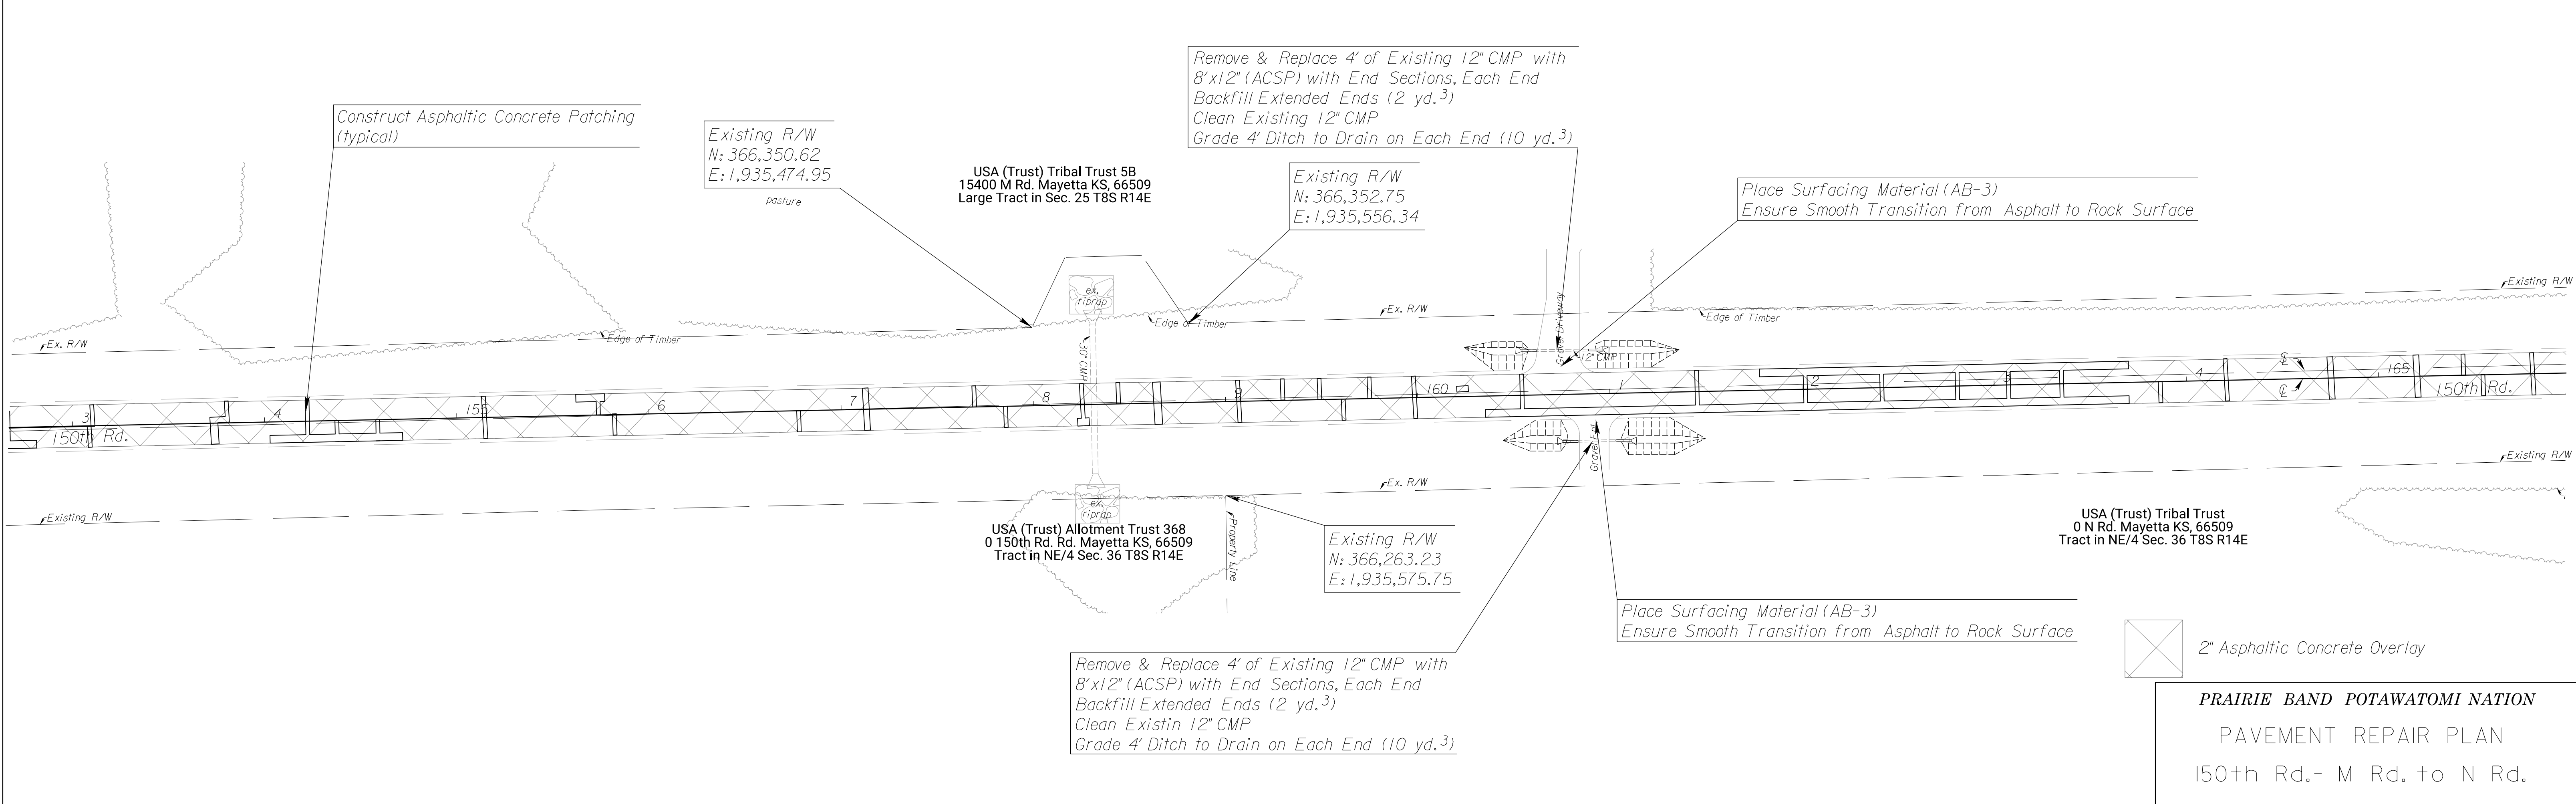 Remove & Replace 4' of Existing 12" CMP with
8'x12" (ACSP) with End Sections, Each End
Backfill Extended Ends (2 yd.³)
Clean Existing 12" CMP
Grade 4' Ditch to Drain on Each End (10 yd.³)
Construct Asphaltic Concrete Patching
(typical)
Existing R/W
N: 366,350.62
E: 1,935,474.95
pasture
USA (Trust) Tribal Trust 5B
15400 M Rd. Mayetta KS, 66509
Large Tract in Sec. 25 T8S R14E
Existing R/W
N: 366,352.75
E: 1,935,556.34
Place Surfacing Material (AB-3)
Ensure Smooth Transition from Asphalt to Rock Surface
Existing R/W
ex.
riprap
Gravel Driveway
Ex. R/W
Edge of Timber
Edge of Timber
Edge of Timber
Ex. R/W
30" CMP
12" CMP
3
4
155
6
7
8
9
160
1
2
3
4
165
℄
℄
150th Rd.
150th Rd.
Gravel Ent.
Existing R/W
Ex. R/W
Existing R/W
ex.
riprap
USA (Trust) Allotment Trust 368
0 150th Rd. Rd. Mayetta KS, 66509
Tract in NE/4 Sec. 36 T8S R14E
Property Line
Existing R/W
N: 366,263.23
E: 1,935,575.75
USA (Trust) Tribal Trust
0 N Rd. Mayetta KS, 66509
Tract in NE/4 Sec. 36 T8S R14E
Place Surfacing Material (AB-3)
Ensure Smooth Transition from Asphalt to Rock Surface
Remove & Replace 4' of Existing 12" CMP with
8'x12" (ACSP) with End Sections, Each End
Backfill Extended Ends (2 yd.³)
Clean Existin 12" CMP
Grade 4' Ditch to Drain on Each End (10 yd.³)
2" Asphaltic Concrete Overlay
PRAIRIE BAND POTAWATOMI NATION
PAVEMENT REPAIR PLAN
150th Rd.- M Rd. to N Rd.